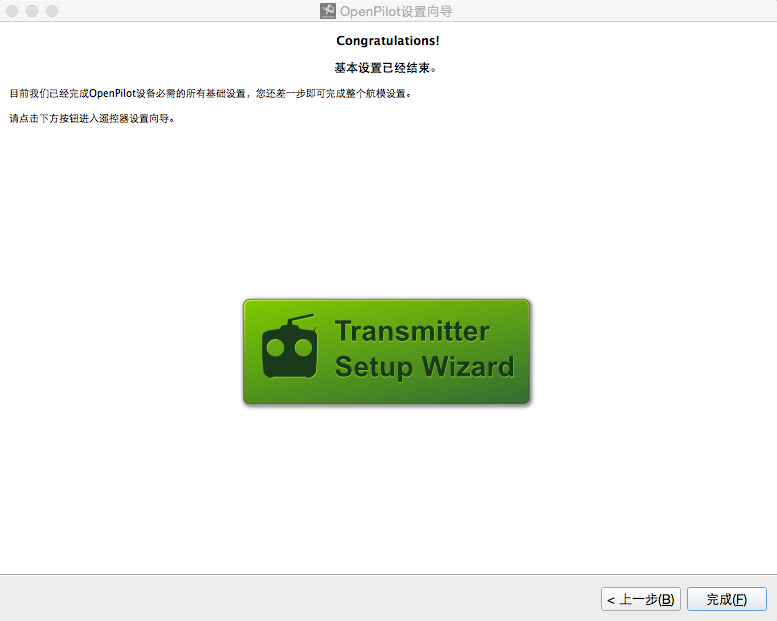 OpenPilot设置向导
Congratulations!
基本设置已经结束。
目前我们已经完成OpenPilot设备必需的所有基础设置，您还差一步即可完成整个航模设置。
请点击下方按钮进入遥控器设置向导。
Transmitter
Setup Wizard
< 上一步(B)
完成(F)